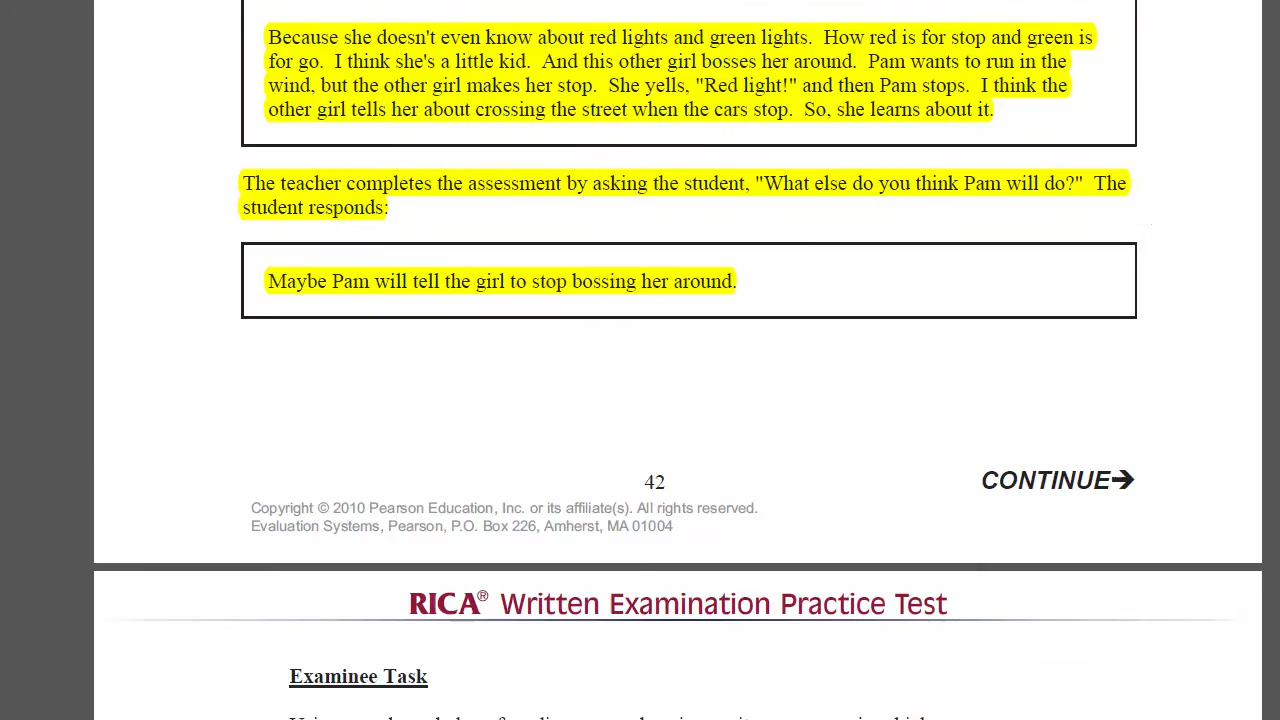 Because she doesn't even know about red lights and green lights.  How red is for stop and green is
for go.  I think she's a little kid.  And this other girl bosses her around.  Pam wants to run in the
wind, but the other girl makes her stop.  She yells, "Red light!" and then Pam stops.  I think the
other girl tells her about crossing the street when the cars stop.  So, she learns about it.
The teacher completes the assessment by asking the student, "What else do you think Pam will do?"  The
student responds:
Maybe Pam will tell the girl to stop bossing her around.
42
CONTINUE➔
Copyright © 2010 Pearson Education, Inc. or its affiliate(s). All rights reserved.
Evaluation Systems, Pearson, P.O. Box 226, Amherst, MA 01004
RICA® Written Examination Practice Test
Examinee Task